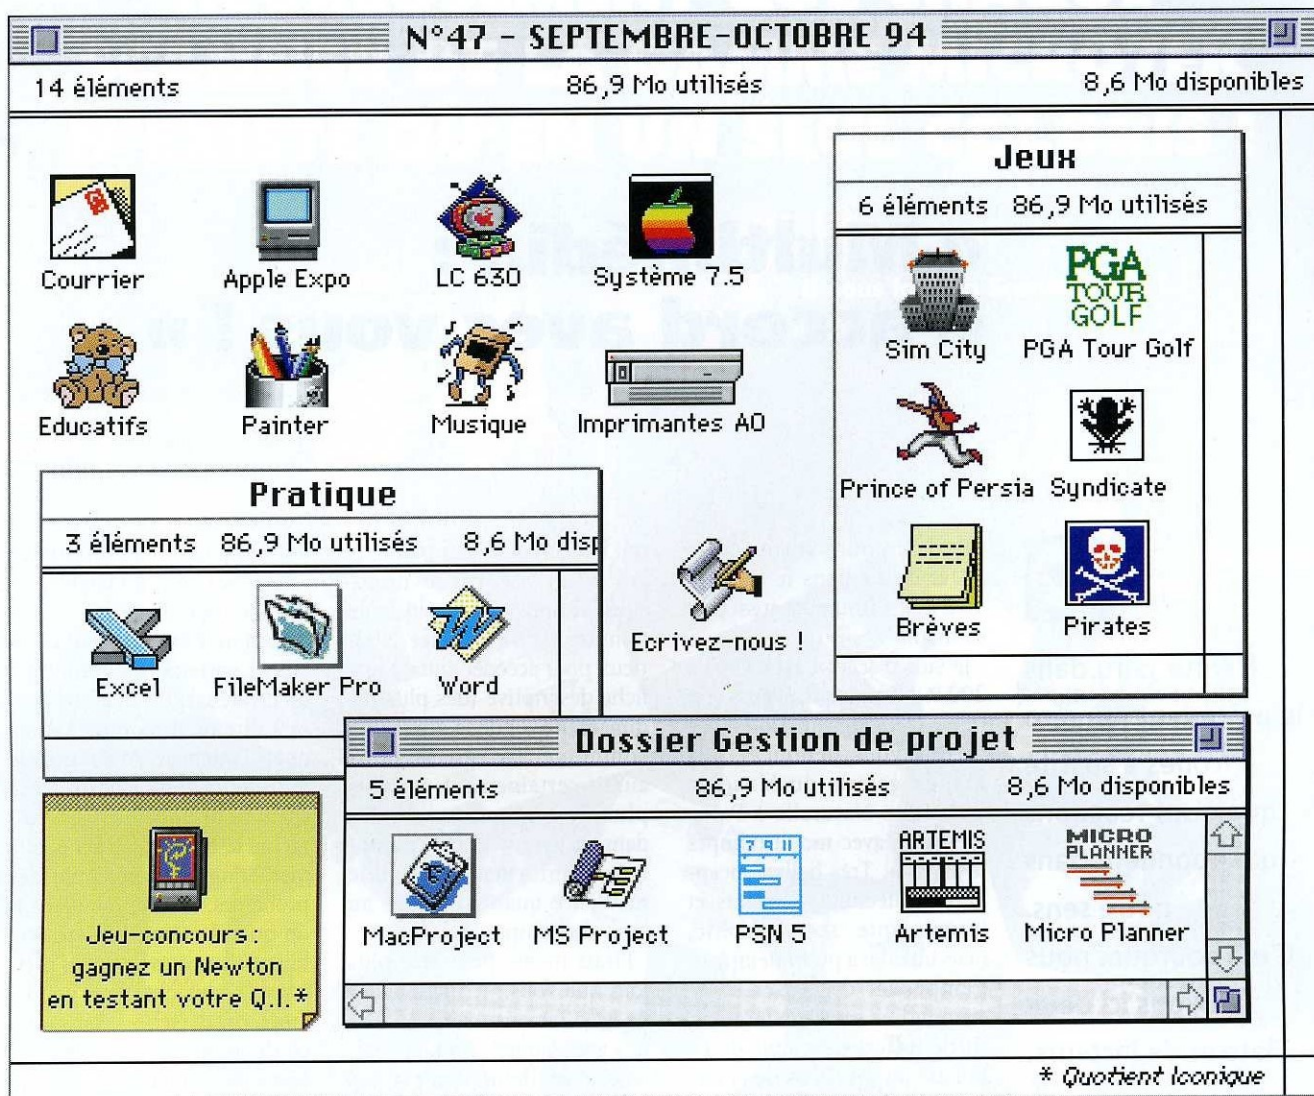 N°47 - SEPTEMBRE-OCTOBRE 94
14 éléments 86,9 Mo utilisés 8,6 Mo disponibles
Courrier Apple Expo LC 630 Système 7.5
Educatifs Painter Musique Imprimantes A0
Jeux
6 éléments 86,9 Mo utilisés
Sim City
PGA
TOUR
GOLF
PGA Tour Golf
Prince of Persia Syndicate
Brèves Pirates
Pratique
3 éléments 86,9 Mo utilisés 8,6 Mo disp
Excel FileMaker Pro Word
Ecrivez-nous !
Dossier Gestion de projet
5 éléments 86,9 Mo utilisés 8,6 Mo disponibles
7 9 11
ARTEMIS
MICRO
PLANNER
MacProject MS Project PSN 5 Artemis Micro Planner
Jeu-concours :
gagnez un Newton
en testant votre Q.I.*
* Quotient Iconique